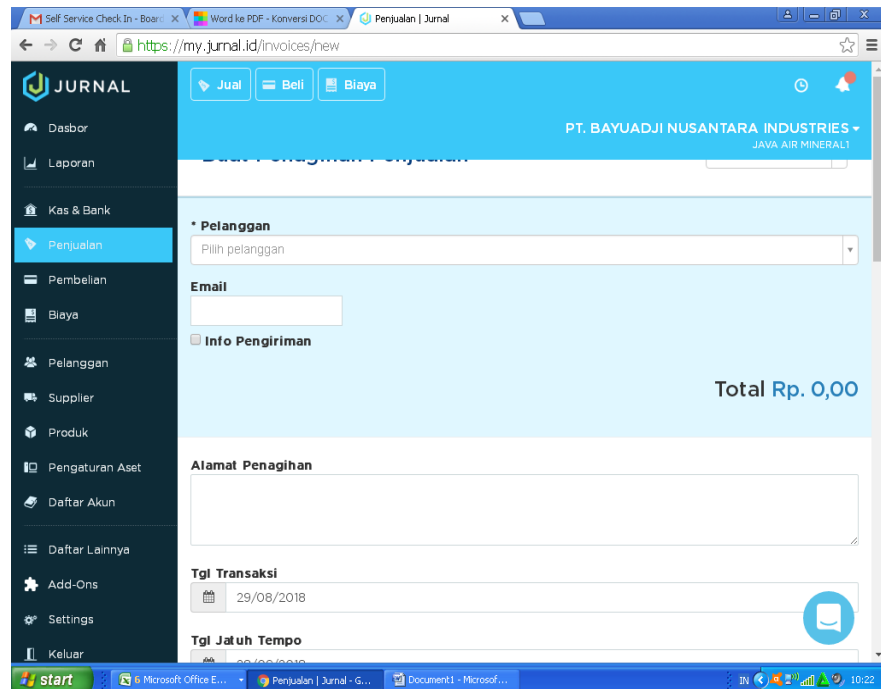 Self Service Check In - Board
Word ke PDF - Konversi DOC
Penjualan | Jurnal
https://my.jurnal.id/invoices/new
JURNAL
Jual
Beli
Biaya
PT. BAYUADJI NUSANTARA INDUSTRIES
JAVA AIR MINERAL1
Dasbor
Laporan
Kas & Bank
Penjualan
Pembelian
Biaya
Pelanggan
Supplier
Produk
Pengaturan Aset
Daftar Akun
Daftar Lainnya
Add-Ons
Settings
Keluar
* Pelanggan
Pilih pelanggan
Email
Info Pengiriman
Total Rp. 0,00
Alamat Penagihan
Tgl Transaksi
29/08/2018
Tgl Jatuh Tempo
start
6 Microsoft Office E...
Penjualan | Jurnal - G...
Document1 - Microsof...
IN
10:22